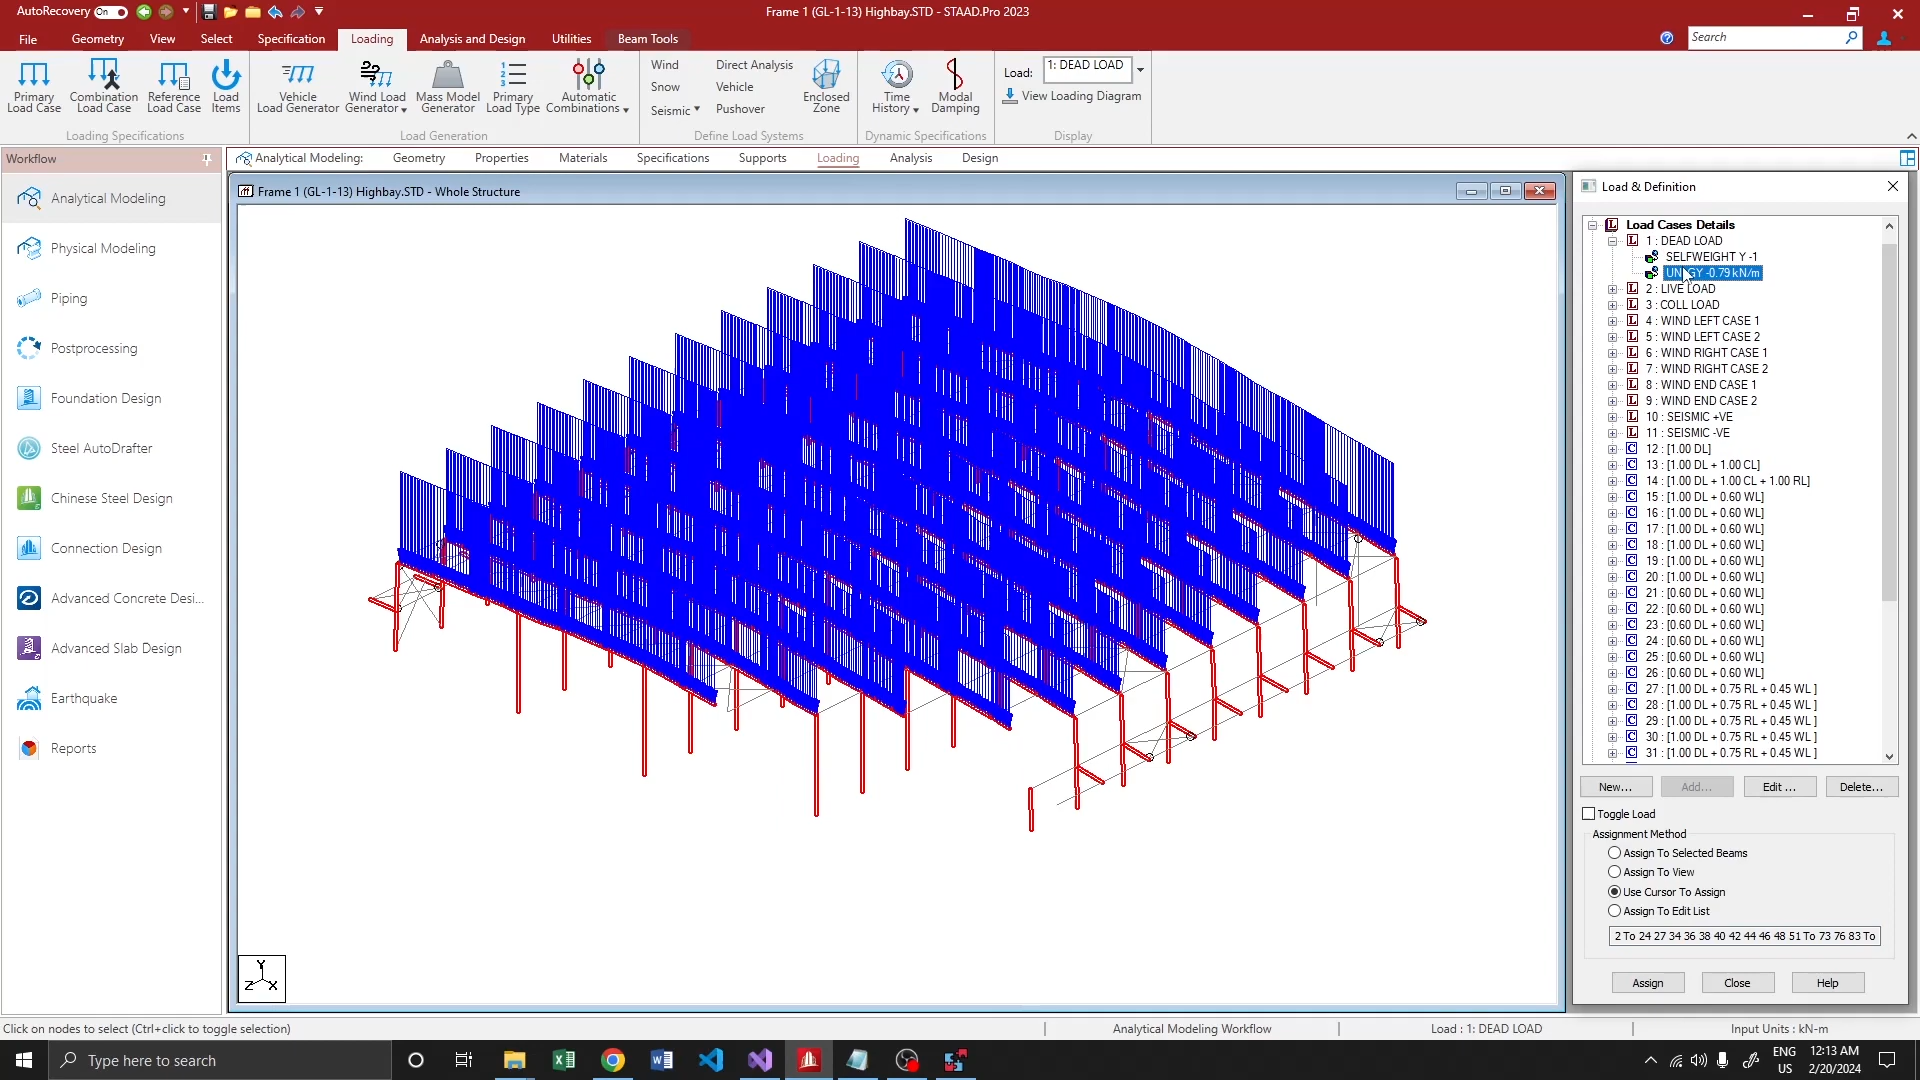 AutoRecovery On
Frame 1 (GL-1-13) Highbay.STD - STAAD.Pro 2023
File Geometry View Select Specification Loading Analysis and Design Utilities Beam Tools
Search
Primary Load Case
Combination Load Case
Reference Load Case
Load Items
Loading Specifications
Vehicle Load Generator
Wind Load Generator
Mass Model Generator
Primary Load Type
Automatic Combinations
Load Generation
Wind
Snow
Seismic
Direct Analysis
Vehicle
Pushover
Enclosed Zone
Define Load Systems
Time History
Modal Damping
Dynamic Specifications
Load: 1: DEAD LOAD
View Loading Diagram
Display
Workflow
Analytical Modeling: Geometry Properties Materials Specifications Supports Loading Analysis Design
Analytical Modeling
Physical Modeling
Piping
Postprocessing
Foundation Design
Steel AutoDrafter
Chinese Steel Design
Connection Design
Advanced Concrete Desi...
Advanced Slab Design
Earthquake
Reports
Frame 1 (GL-1-13) Highbay.STD - Whole Structure
Y
Z X
Load & Definition
Load Cases Details
1 : DEAD LOAD
SELFWEIGHT Y -1
GY -0.79 kN/m
2 : LIVE LOAD
3 : COLL LOAD
4 : WIND LEFT CASE 1
5 : WIND LEFT CASE 2
6 : WIND RIGHT CASE 1
7 : WIND RIGHT CASE 2
8 : WIND END CASE 1
9 : WIND END CASE 2
10 : SEISMIC +VE
11 : SEISMIC -VE
12 : [1.00 DL]
13 : [1.00 DL + 1.00 CL]
14 : [1.00 DL + 1.00 CL + 1.00 RL]
15 : [1.00 DL + 0.60 WL]
16 : [1.00 DL + 0.60 WL]
17 : [1.00 DL + 0.60 WL]
18 : [1.00 DL + 0.60 WL]
19 : [1.00 DL + 0.60 WL]
20 : [1.00 DL + 0.60 WL]
21 : [0.60 DL + 0.60 WL]
22 : [0.60 DL + 0.60 WL]
23 : [0.60 DL + 0.60 WL]
24 : [0.60 DL + 0.60 WL]
25 : [0.60 DL + 0.60 WL]
26 : [0.60 DL + 0.60 WL]
27 : [1.00 DL + 0.75 RL + 0.45 WL ]
28 : [1.00 DL + 0.75 RL + 0.45 WL ]
29 : [1.00 DL + 0.75 RL + 0.45 WL ]
30 : [1.00 DL + 0.75 RL + 0.45 WL ]
31 : [1.00 DL + 0.75 RL + 0.45 WL ]
New... Add... Edit ... Delete...
Toggle Load
Assignment Method
Assign To Selected Beams
Assign To View
Use Cursor To Assign
Assign To Edit List
2 To 24 27 34 36 38 40 42 44 46 48 51 To 73 76 83 To
Assign Close Help
Click on nodes to select (Ctrl+click to toggle selection)
Analytical Modeling Workflow
Load : 1: DEAD LOAD
Input Units : kN-m
Type here to search
ENG
US
12:13 AM
2/20/2024